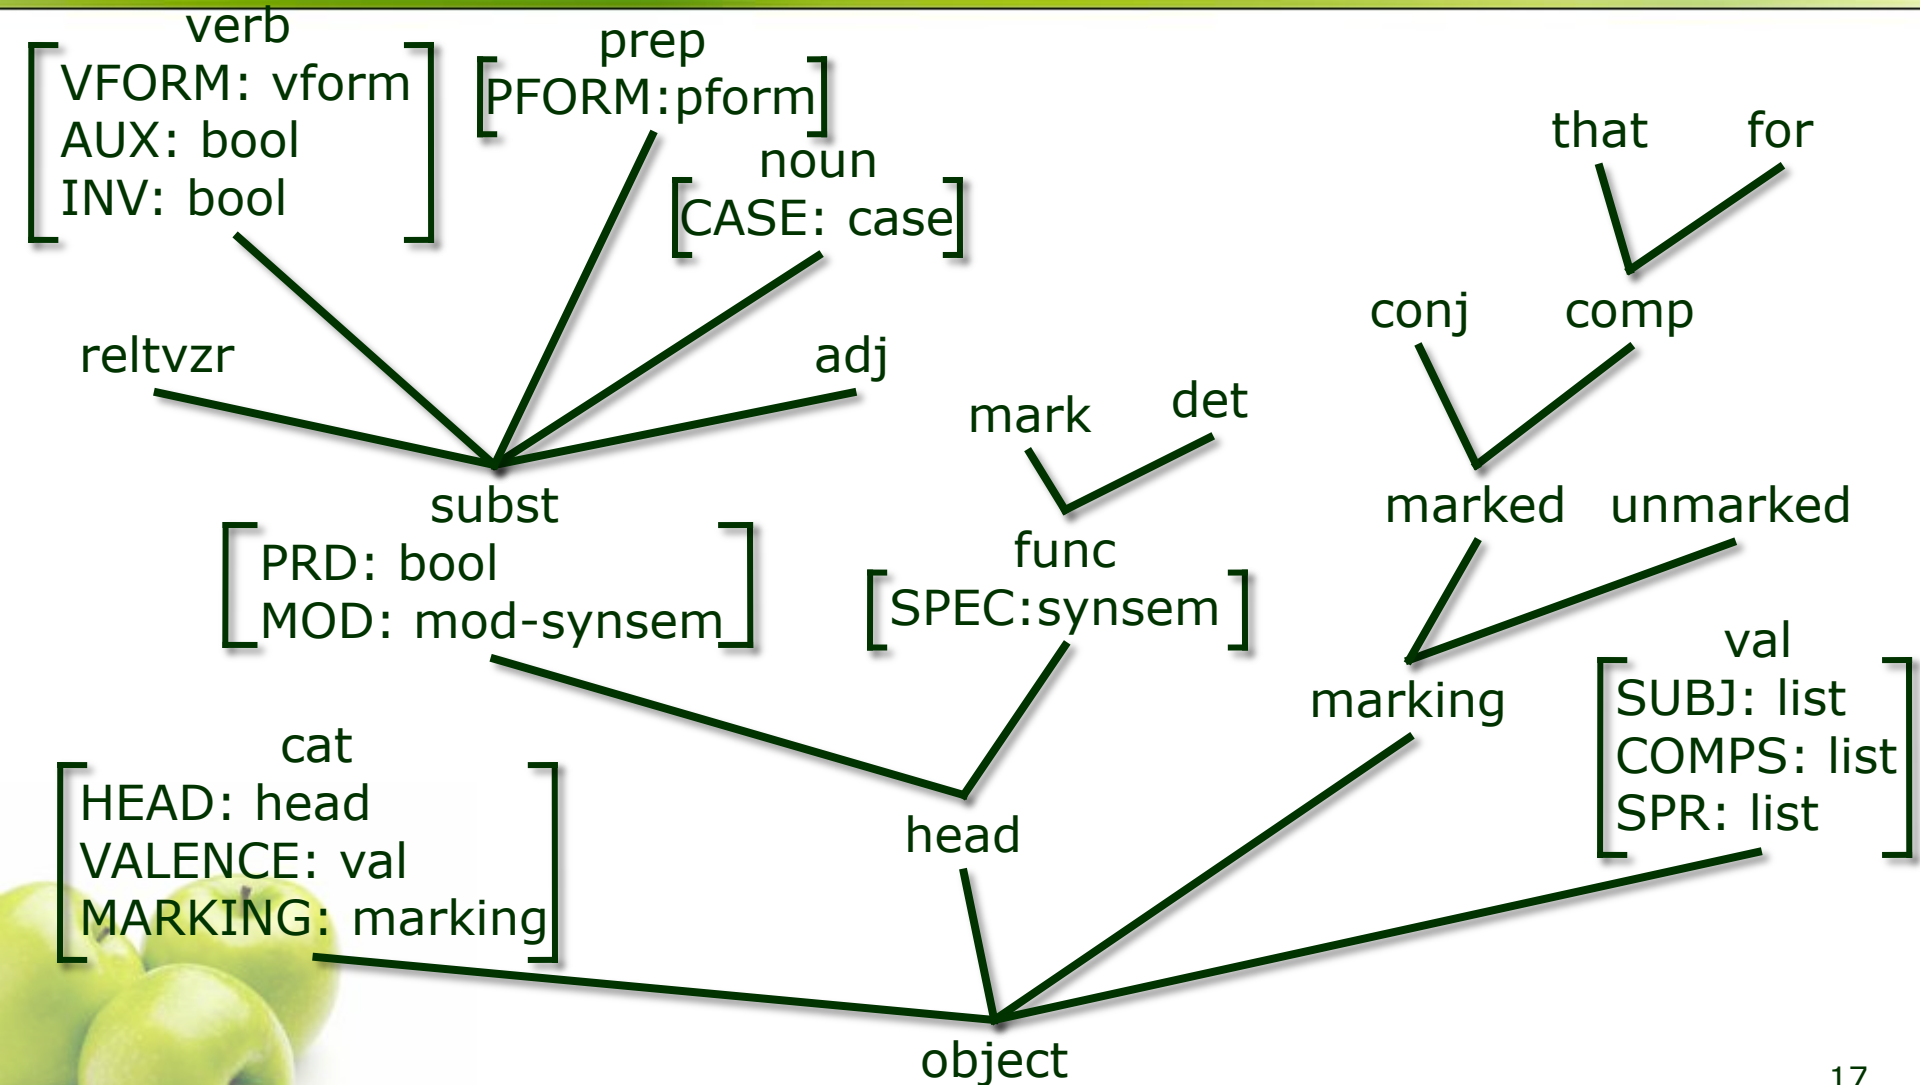 verb
VFORM: vform
AUX: bool
INV: bool
prep
PFORM:pform
noun
CASE: case
that
for
conj
comp
reltvzr
adj
mark
det
subst
PRD: bool
MOD: mod-synsem
func
SPEC:synsem
marked
unmarked
cat
HEAD: head
VALENCE: val
MARKING: marking
head
marking
val
SUBJ: list
COMPS: list
SPR: list
object
17